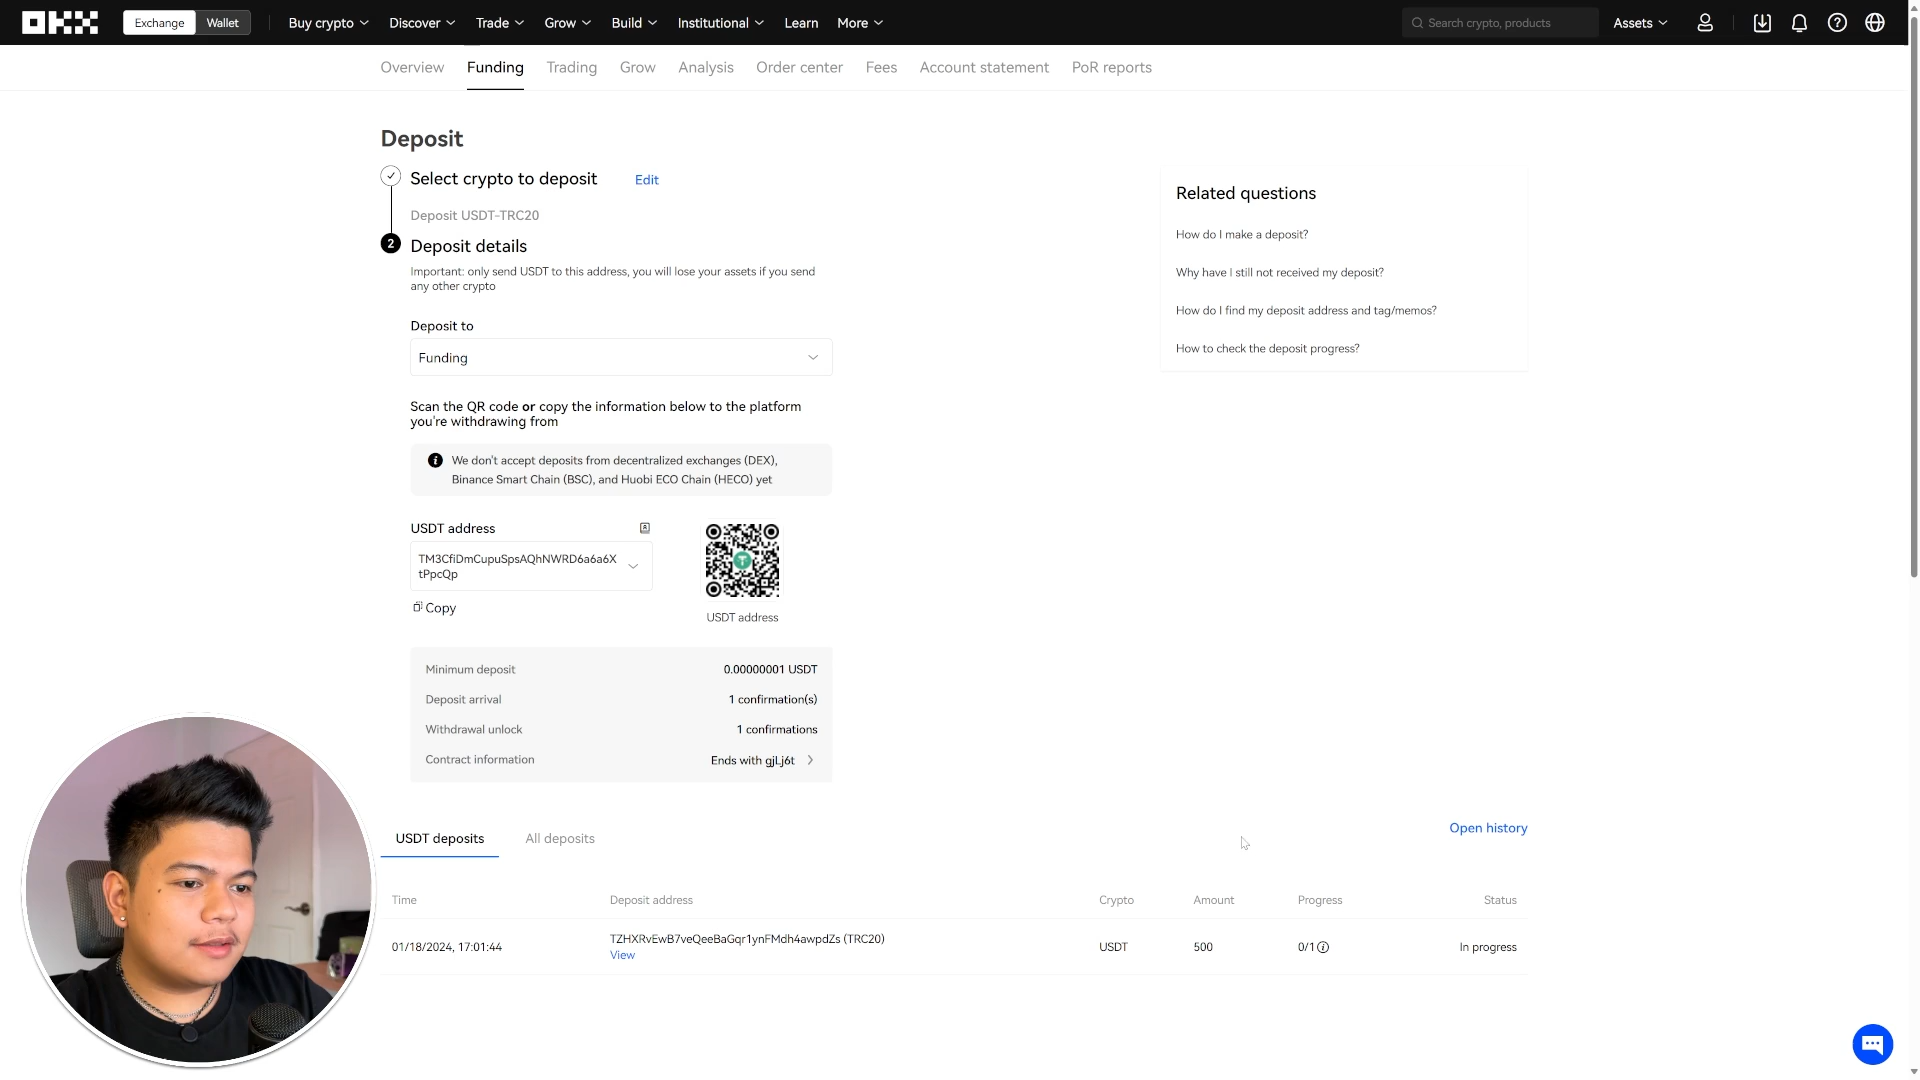 OKX
Exchange
Wallet
Buy crypto
Discover
Trade
Grow
Build
Institutional
Learn
More
Search crypto, products
Assets
Overview
Funding
Trading
Grow
Analysis
Order center
Fees
Account statement
PoR reports
Deposit
Select crypto to deposit
Edit
Deposit USDT-TRC20
2
Deposit details
Important: only send USDT to this address, you will lose your assets if you send
any other crypto
Deposit to
Funding
Scan the QR code or copy the information below to the platform
you're withdrawing from
We don't accept deposits from decentralized exchanges (DEX),
Binance Smart Chain (BSC), and Huobi ECO Chain (HECO) yet
USDT address
TM3CfiDmCupuSpsAQhNWRD6a6a6X
tPpcQp
Copy
USDT address
Minimum deposit
0.00000001 USDT
Deposit arrival
1 confirmation(s)
Withdrawal unlock
1 confirmations
Contract information
Ends with gjLj6t
Related questions
How do I make a deposit?
Why have I still not received my deposit?
How do I find my deposit address and tag/memos?
How to check the deposit progress?
USDT deposits
All deposits
Open history
Time
Deposit address
Crypto
Amount
Progress
Status
01/18/2024, 17:01:44
TZHXRvEwB7veQeeBaGqr1ynFMdh4awpdZs (TRC20)
View
USDT
500
0/1
In progress